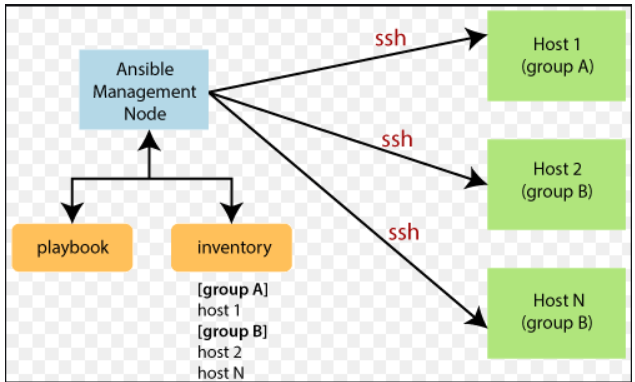 Ansible
Management
Node
ssh
ssh
ssh
Host 1
(group A)
Host 2
(group B)
Host N
(group B)
playbook
inventory
[group A]
host 1
[group B]
host 2
host N